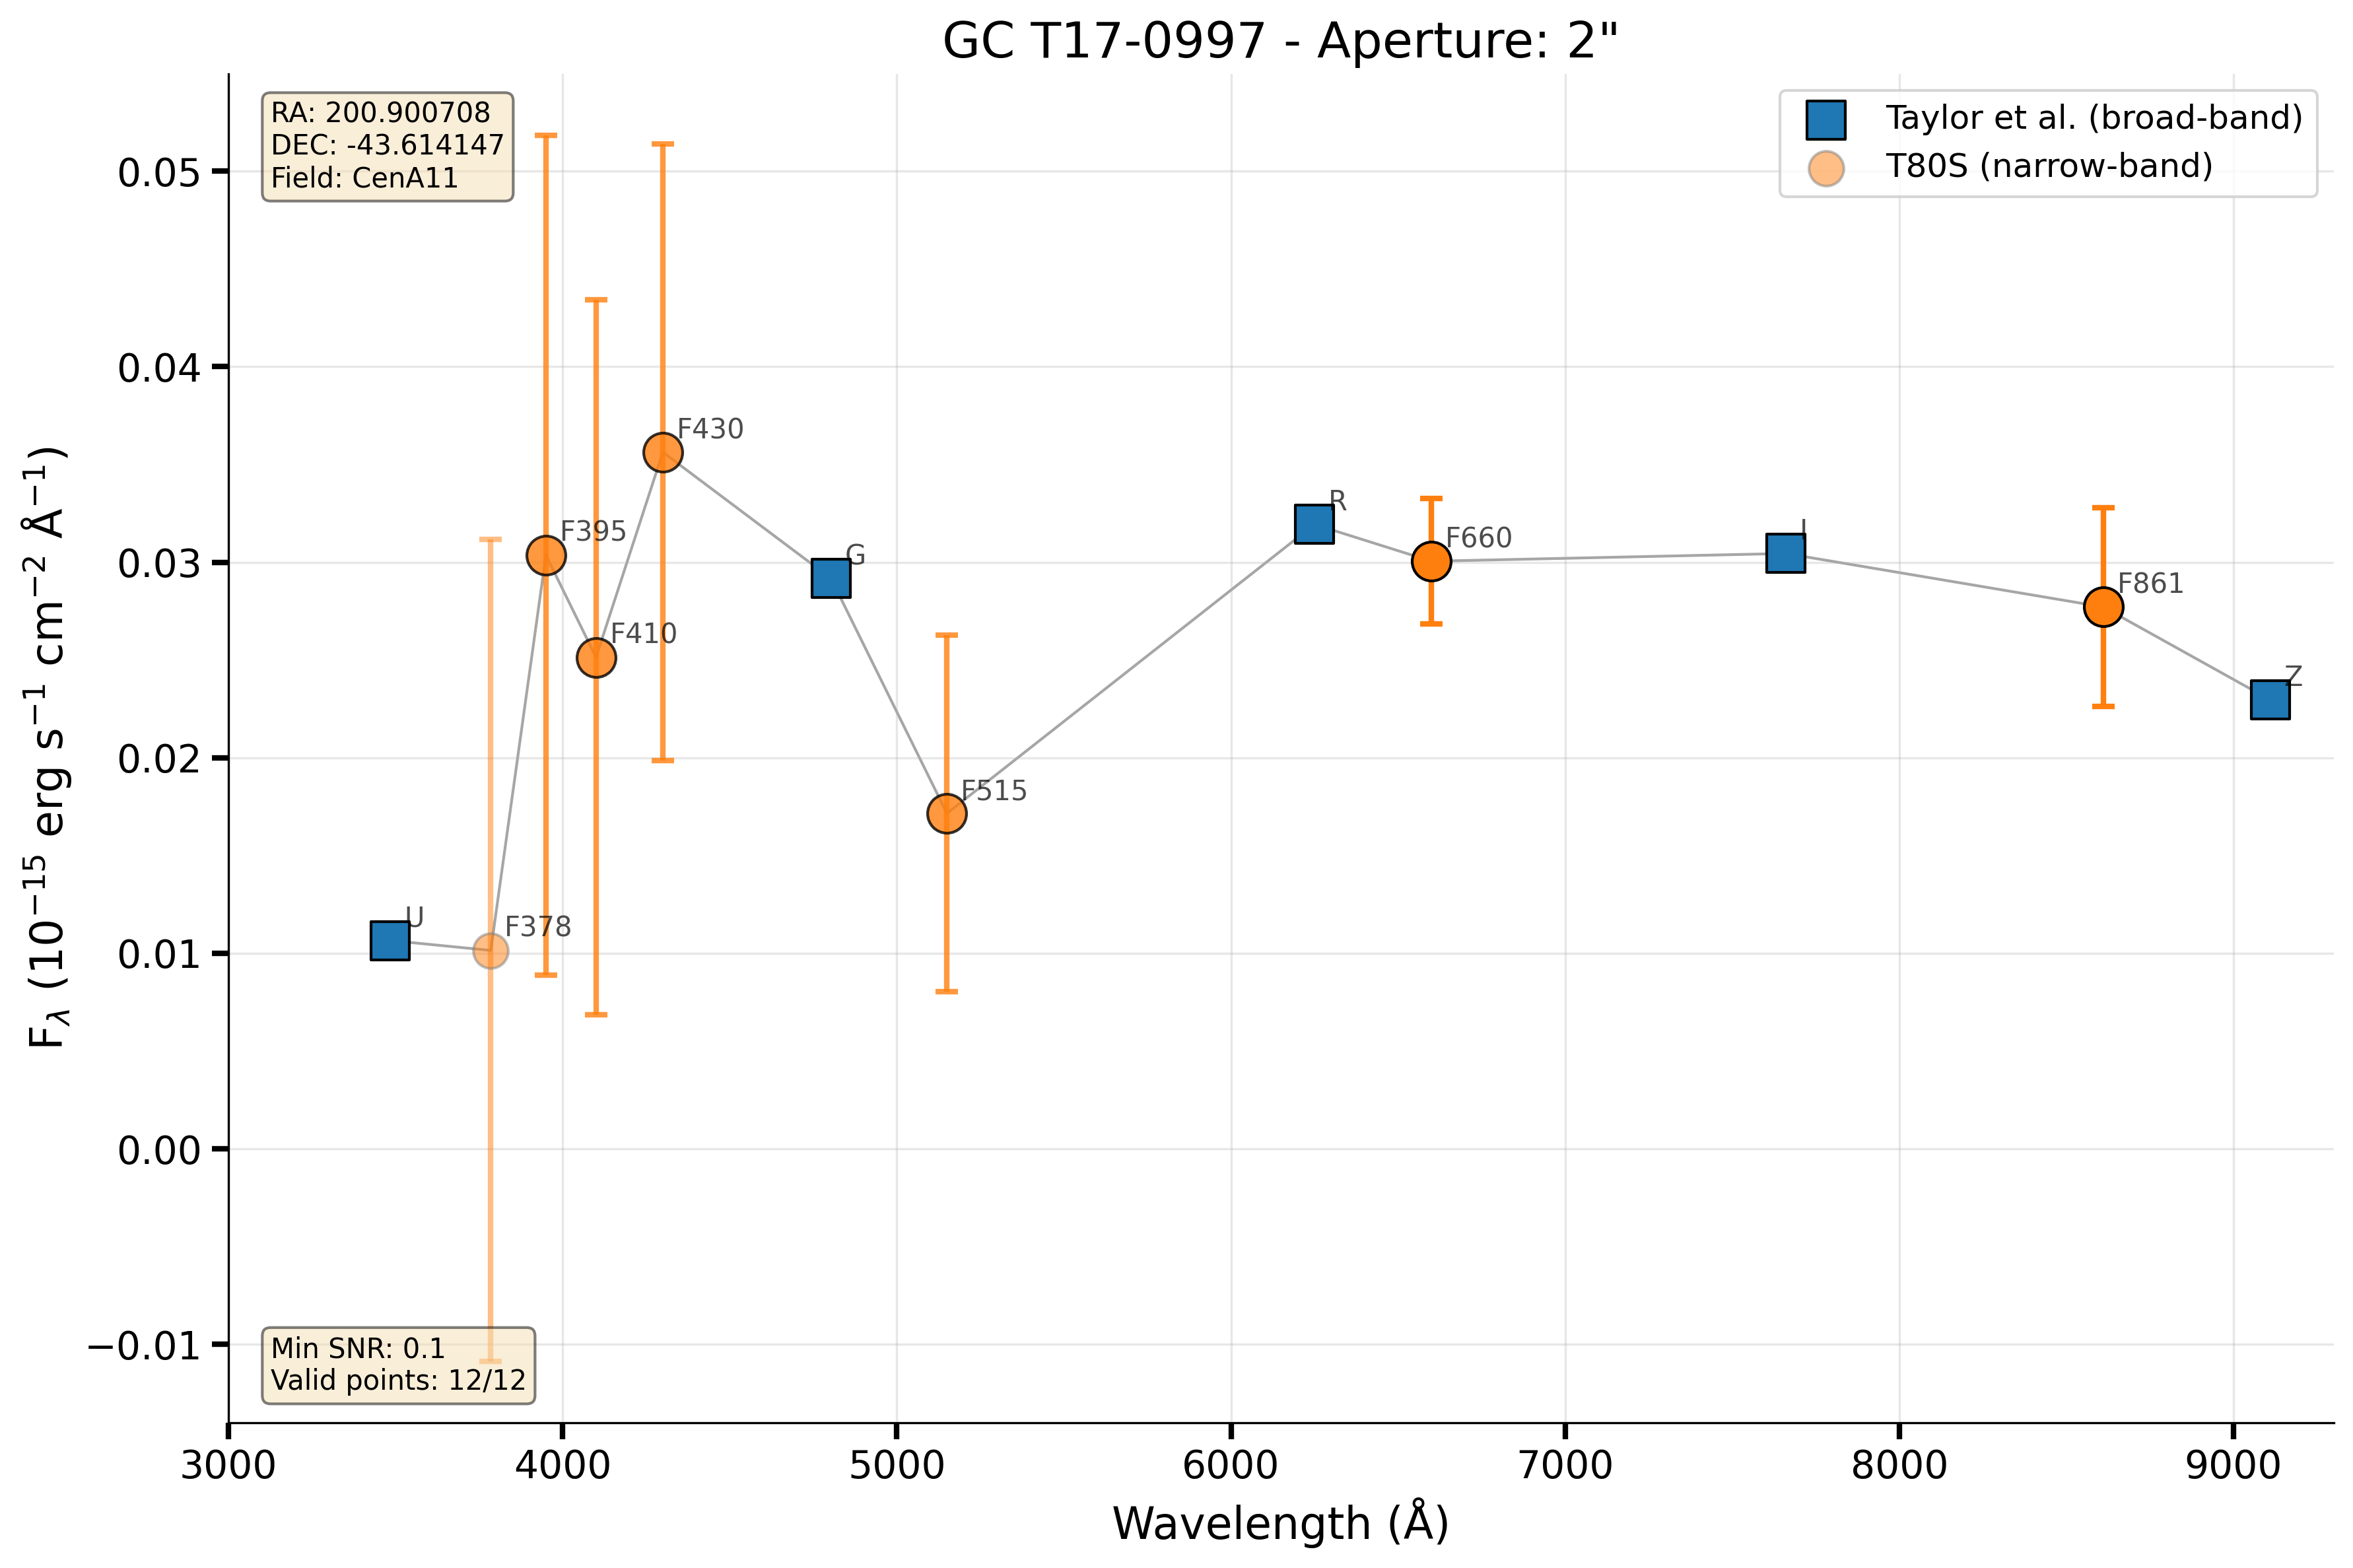 GC T17-0997 - Aperture: 2"
RA: 200.900708
DEC: -43.614147
Field: CenA11
Taylor et al. (broad-band)
T80S (narrow-band)
0.05
0.04
0.03
0.02
0.01
0.00
−0.01
F_λ (10⁻¹⁵ erg s⁻¹ cm⁻² Å⁻¹)
U
F378
F395
F410
F430
G
F515
R
F660
I
F861
Z
Min SNR: 0.1
Valid points: 12/12
3000 4000 5000 6000 7000 8000 9000
Wavelength (Å)